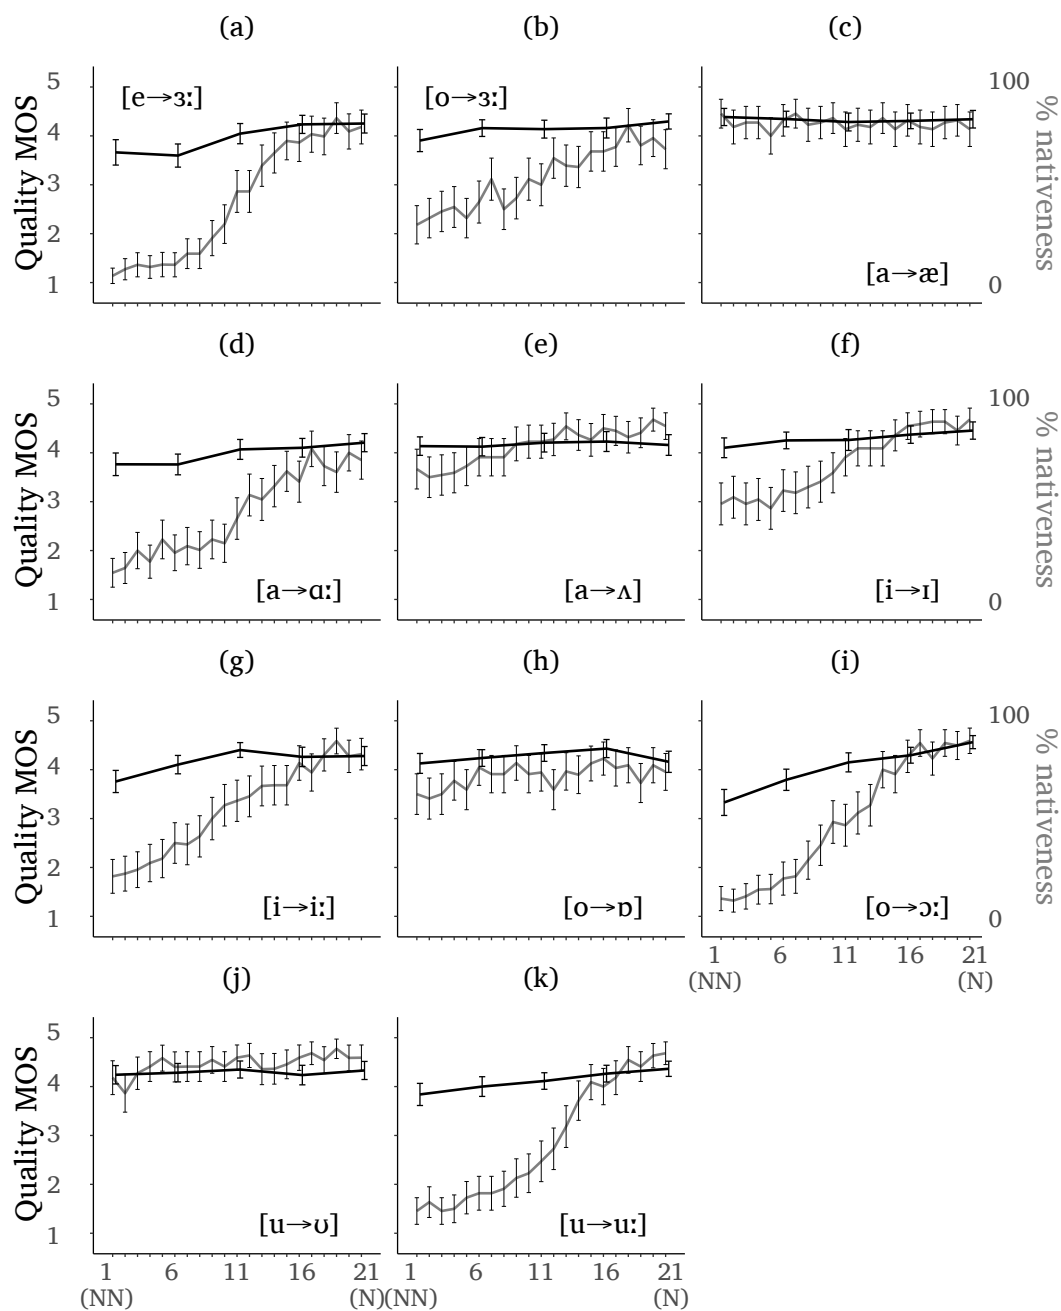 (a) (b) (c)
5 100
[e→ɜː] [o→ɜː]
4
3
2
1 0
[a→æ]
Quality MOS
% nativeness
(d) (e) (f)
5 100
4
3
2
[a→ɑː] [a→ʌ] [i→ɪ]
1 0
Quality MOS
% nativeness
(g) (h) (i)
5 100
4
3
2
[i→iː] [o→ɒ] [o→ɔː]
1 0
Quality MOS
% nativeness
1 6 11 16 21
(NN) (N)
(j) (k)
5
4
3
2
[u→ʊ] [u→uː]
1
Quality MOS
1 6 11 16 21 6 11 16 21
(NN) (N)(NN) (N)